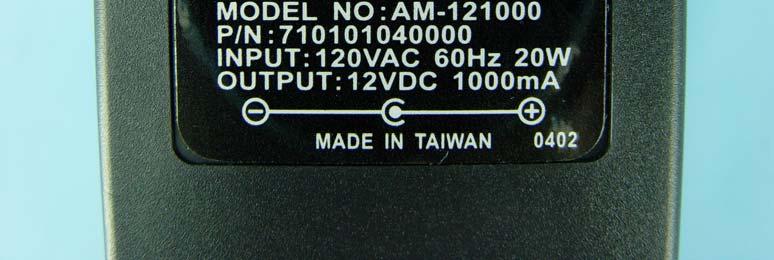 MODEL NO:AM-121000
P/N:710101040000
INPUT:120VAC 60Hz 20W
OUTPUT:12VDC 1000mA
MADE IN TAIWAN 0402